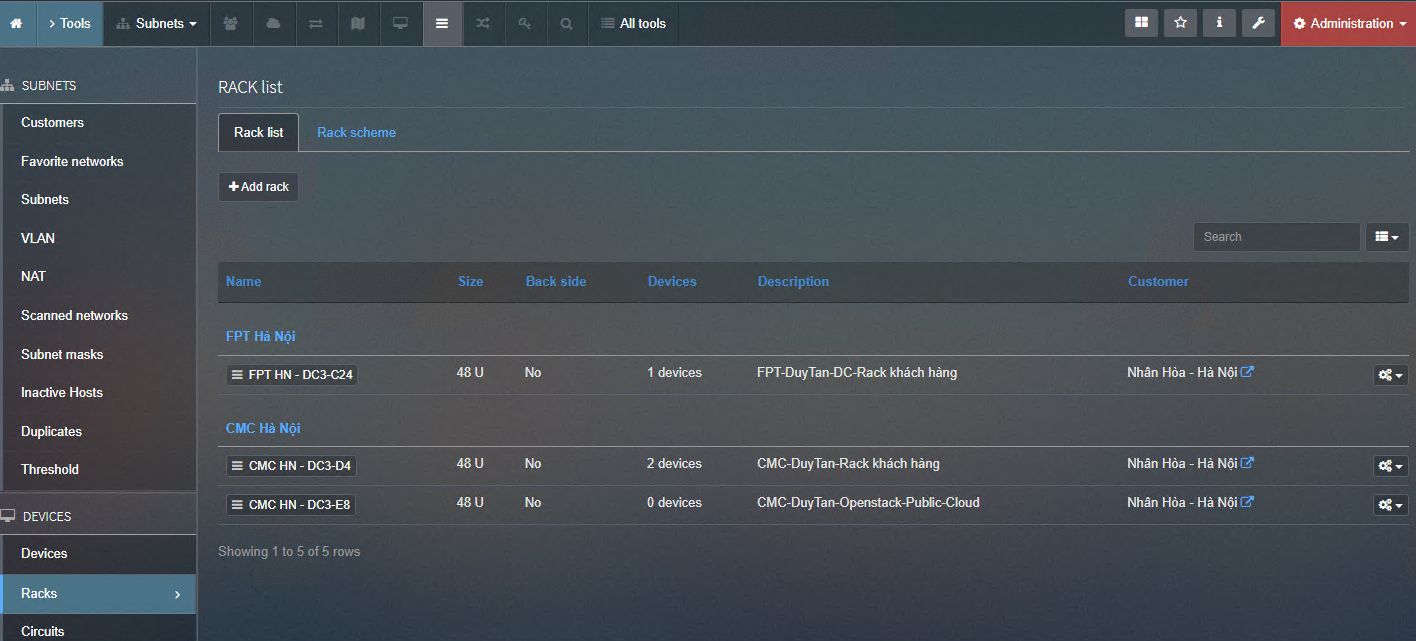 Tools Subnets All tools Administration
SUBNETS
Customers
Favorite networks
Subnets
VLAN
NAT
Scanned networks
Subnet masks
Inactive Hosts
Duplicates
Threshold
DEVICES
Devices
Racks
Circuits
RACK list
Rack list Rack scheme
Add rack
Search
Name Size Back side Devices Description Customer
FPT Hà Nội
FPT HN - DC3-C24 48 U No 1 devices FPT-DuyTan-DC-Rack khách hàng Nhân Hòa - Hà Nội
CMC Hà Nội
CMC HN - DC3-D4 48 U No 2 devices CMC-DuyTan-Rack khách hàng Nhân Hòa - Hà Nội
CMC HN - DC3-E8 48 U No 0 devices CMC-DuyTan-Openstack-Public-Cloud Nhân Hòa - Hà Nội
Showing 1 to 5 of 5 rows